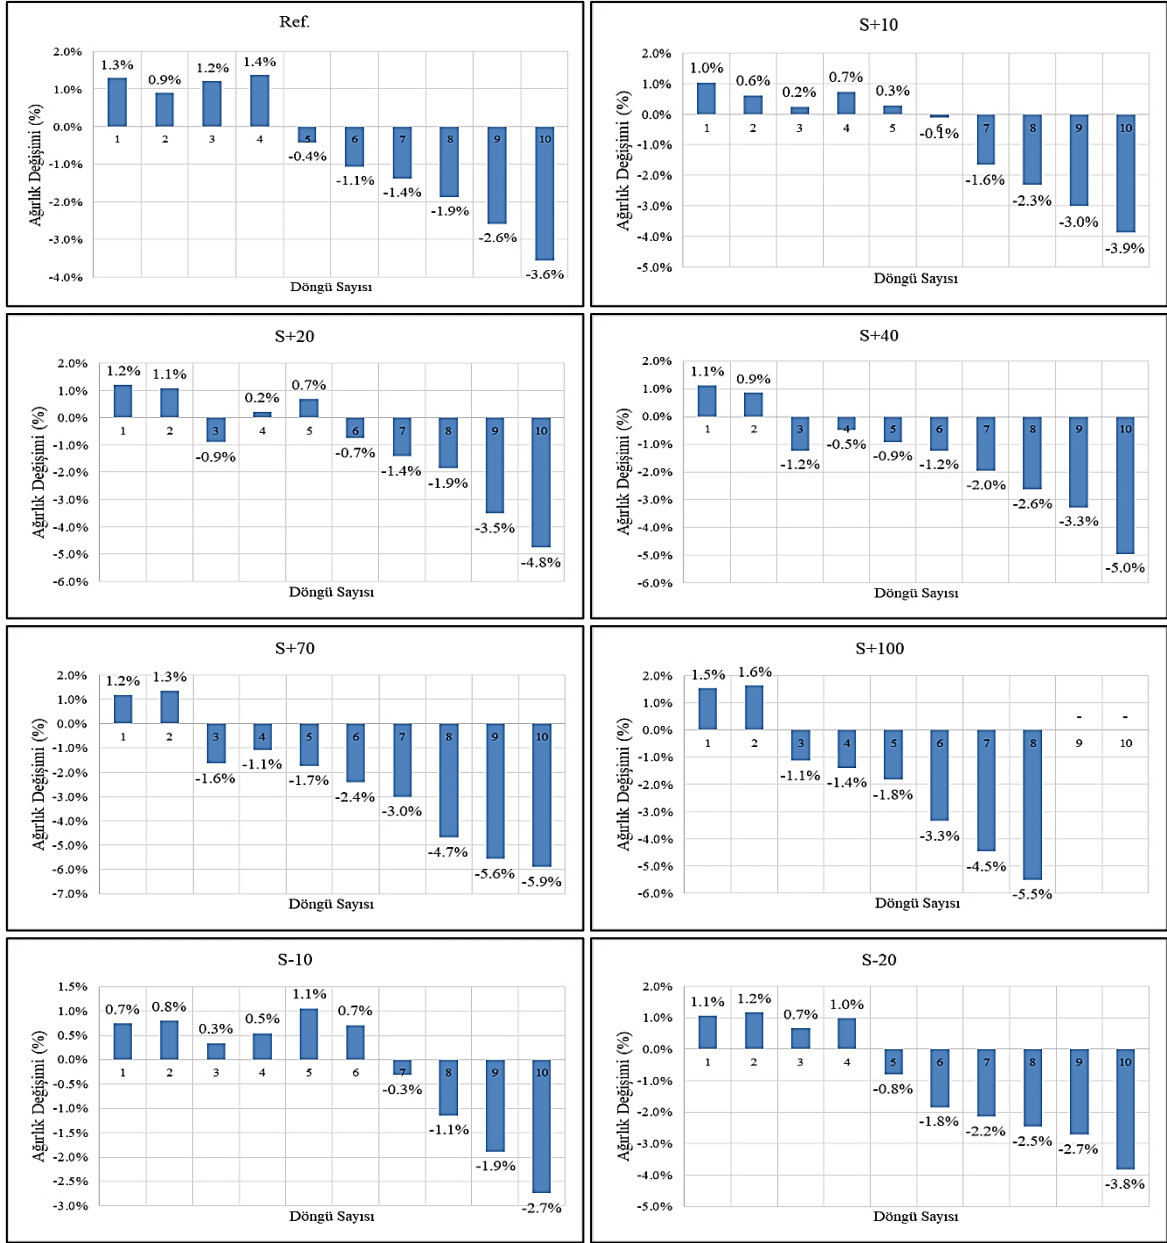 Ref.
Ağırlık Değişimi (%)
2.0%
1.0%
0.0%
-1.0%
-2.0%
-3.0%
-4.0%
1.3% 0.9% 1.2% 1.4% -0.4% -1.1% -1.4% -1.9% -2.6% -3.6%
1 2 3 4 5 6 7 8 9 10
Döngü Sayısı
S+10
Ağırlık Değişimi (%)
2.0%
1.0%
0.0%
-1.0%
-2.0%
-3.0%
-4.0%
-5.0%
1.0% 0.6% 0.2% 0.7% 0.3% -0.1% -1.6% -2.3% -3.0% -3.9%
1 2 3 4 5 6 7 8 9 10
Döngü Sayısı
S+20
Ağırlık Değişimi (%)
2.0%
1.0%
0.0%
-1.0%
-2.0%
-3.0%
-4.0%
-5.0%
-6.0%
1.2% 1.1% -0.9% 0.2% 0.7% -0.7% -1.4% -1.9% -3.5% -4.8%
1 2 3 4 5 6 7 8 9 10
Döngü Sayısı
S+40
Ağırlık Değişimi (%)
2.0%
1.0%
0.0%
-1.0%
-2.0%
-3.0%
-4.0%
-5.0%
-6.0%
1.1% 0.9% -1.2% -0.5% -0.9% -1.2% -2.0% -2.6% -3.3% -5.0%
1 2 3 4 5 6 7 8 9 10
Döngü Sayısı
S+70
Ağırlık Değişimi (%)
2.0%
1.0%
0.0%
-1.0%
-2.0%
-3.0%
-4.0%
-5.0%
-6.0%
-7.0%
1.2% 1.3% -1.6% -1.1% -1.7% -2.4% -3.0% -4.7% -5.6% -5.9%
1 2 3 4 5 6 7 8 9 10
Döngü Sayısı
S+100
Ağırlık Değişimi (%)
2.0%
1.0%
0.0%
-1.0%
-2.0%
-3.0%
-4.0%
-5.0%
-6.0%
1.5% 1.6% -1.1% -1.4% -1.8% -3.3% -4.5% -5.5% - -
1 2 3 4 5 6 7 8 9 10
Döngü Sayısı
S-10
Ağırlık Değişimi (%)
1.5%
1.0%
0.5%
0.0%
-0.5%
-1.0%
-1.5%
-2.0%
-2.5%
-3.0%
0.7% 0.8% 0.3% 0.5% 1.1% 0.7% -0.3% -1.1% -1.9% -2.7%
1 2 3 4 5 6 7 8 9 10
Döngü Sayısı
S-20
Ağırlık Değişimi (%)
2.0%
1.0%
0.0%
-1.0%
-2.0%
-3.0%
-4.0%
-5.0%
1.1% 1.2% 0.7% 1.0% -0.8% -1.8% -2.2% -2.5% -2.7% -3.8%
1 2 3 4 5 6 7 8 9 10
Döngü Sayısı